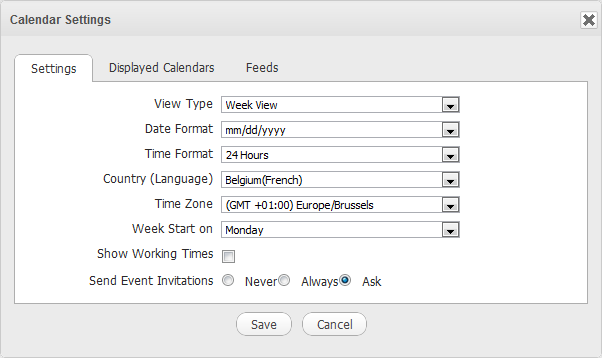 Calendar Settings
Settings Displayed Calendars Feeds
View Type Week View
Date Format mm/dd/yyyy
Time Format 24 Hours
Country (Language) Belgium(French)
Time Zone (GMT +01:00) Europe/Brussels
Week Start on Monday
Show Working Times
Send Event Invitations Never Always Ask
Save Cancel